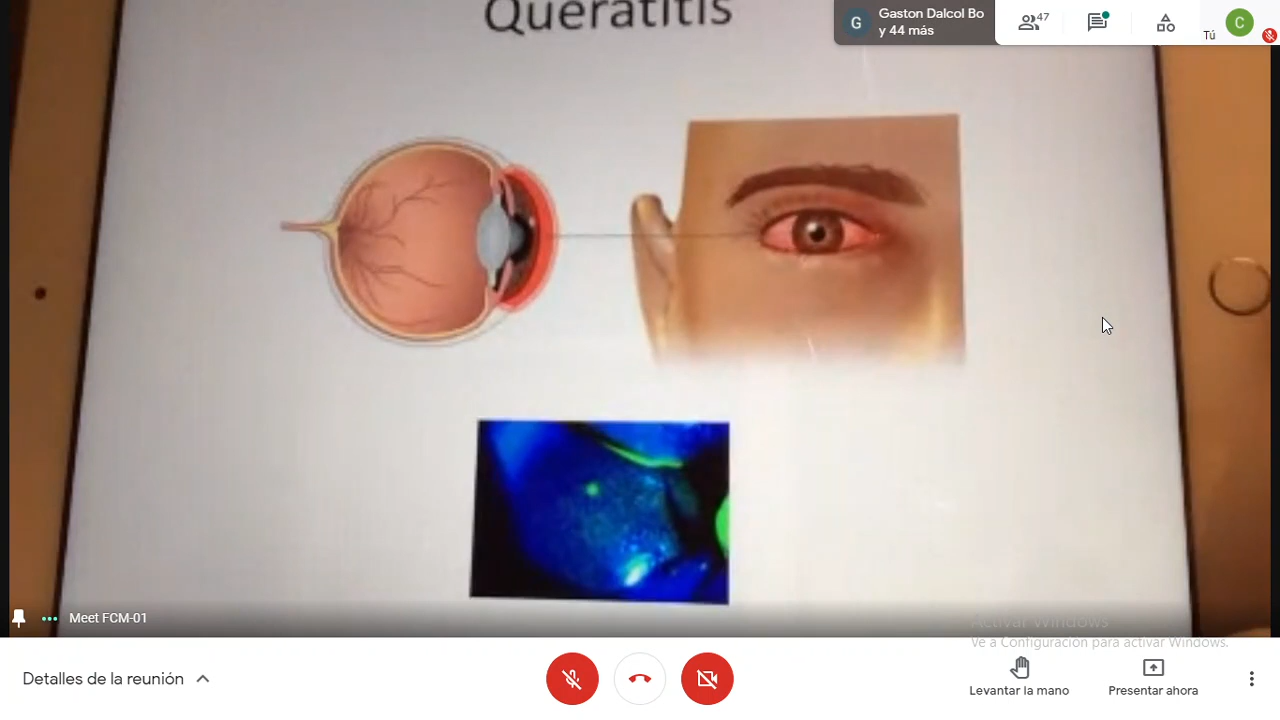 Queratitis
G
Gaston Dalcol Bo
y 44 más
47
Tú
C
Meet FCM-01
Activar Windows
Ve a Configuración para activar Windows.
Detalles de la reunión
Levantar la mano
Presentar ahora